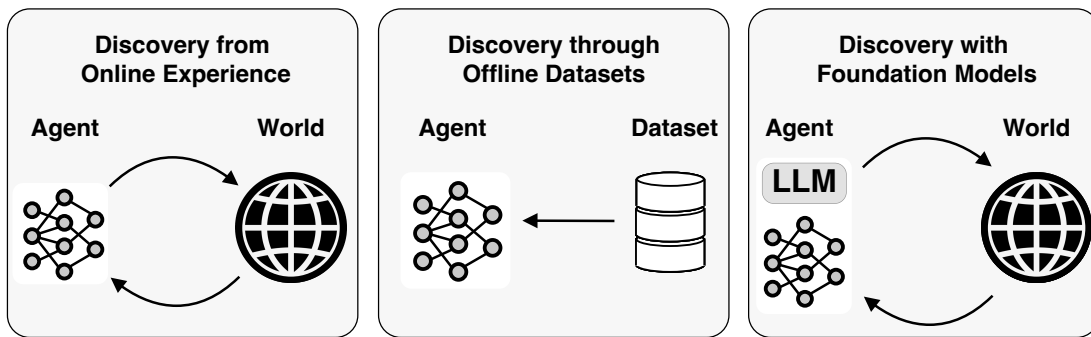 Discovery from
Online Experience
Agent
World
Discovery through
Offline Datasets
Agent
Dataset
Discovery with
Foundation Models
Agent
World
LLM